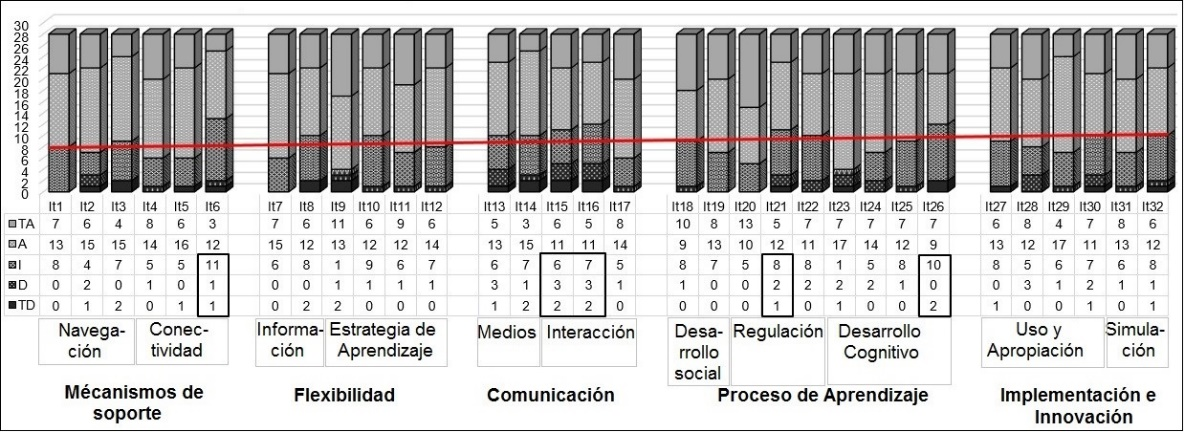 30
28
26
24
22
20
18
16
14
12
10
8
6
4
2
0
It1 It2 It3 It4 It5 It6 It7 It8 It9 It10 It11 It12 It13 It14 It15 It16 It17 It18 It19 It20 It21 It22 It23 It24 It25 It26 It27 It28 It29 It30 It31 It32
TA 7 6 4 8 6 3 7 6 11 6 9 6 5 3 6 5 8 10 8 13 5 7 7 7 7 7 6 8 4 7 8 6
A 13 15 15 14 16 12 15 12 13 12 12 14 13 15 11 11 14 9 13 10 12 11 17 14 12 9 13 12 17 11 13 12
I 8 4 7 5 5 11 6 8 1 9 6 7 6 7 6 7 5 8 7 5 8 8 1 5 8 10 8 5 6 7 6 8
D 0 2 0 1 0 1 0 0 1 1 1 1 3 1 3 3 1 1 0 0 2 2 2 2 1 0 0 3 1 2 1 1
TD 0 1 2 0 1 1 0 2 2 0 0 0 1 2 2 2 0 0 0 0 1 0 1 0 0 2 1 0 0 1 0 1
Navega-
ción
Conec-
tividad
Informa-
ción
Estrategia de
Aprendizaje
Medios
Interacción
Desa-
rrollo
social
Regulación
Desarrollo
Cognitivo
Uso y
Apropiación
Simula-
ción
Mécanismos de
soporte
Flexibilidad
Comunicación
Proceso de Aprendizaje
Implementación e
Innovación